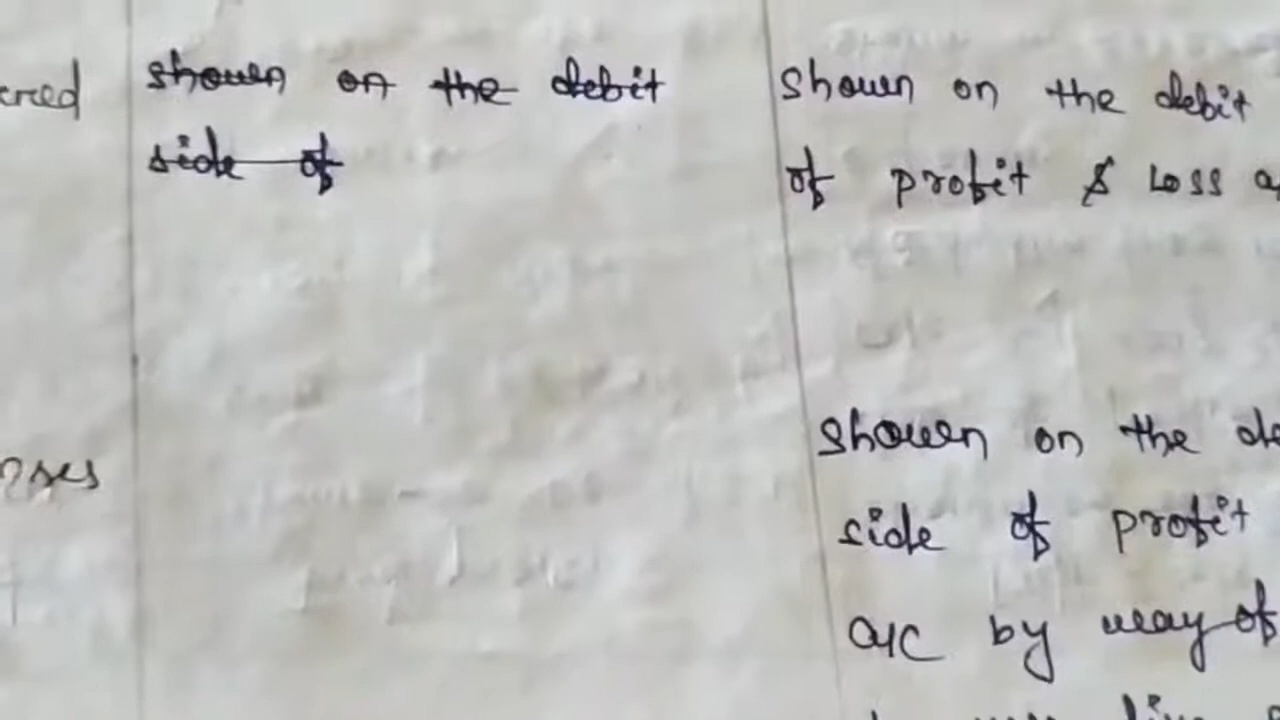 shown on the debit
side of
shown on the debit
of profit & Loss
nses
shown on the
side of profit
a/c by way of